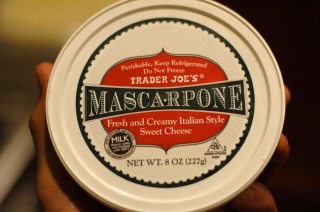 Perishable, Keep Refrigerated
Do Not Freeze
TRADER JOE'S®
MASCARPONE
Fresh and Creamy Italian Style
Sweet Cheese
MILK
NET WT. 8 OZ (227g)